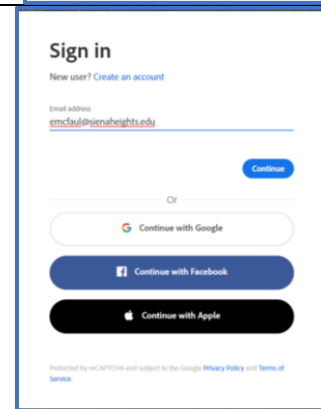 Sign in
New user? Create an account
Email address
emcfaul@sienaheights.edu
Continue
Or
Continue with Google
Continue with Facebook
Continue with Apple
Protected by reCAPTCHA and subject to the Google Privacy Policy and Terms of
Service.